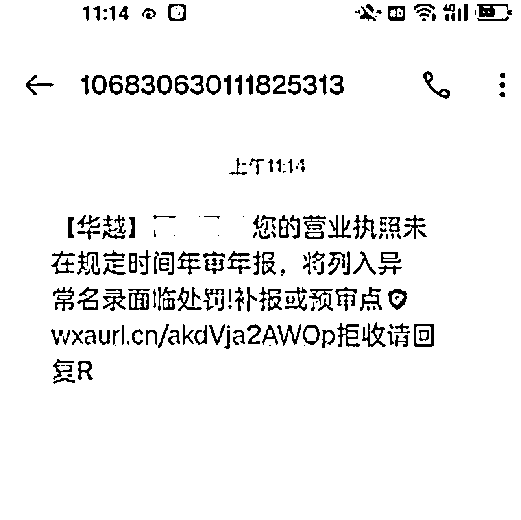 11:14
106830630111825313
上午11:14
【华越】 您的营业执照未
在规定时间年审年报，将列入异
常名录面临处罚!补报或预审点
wxaurl.cn/akdVja2AWOp拒收请回
复R